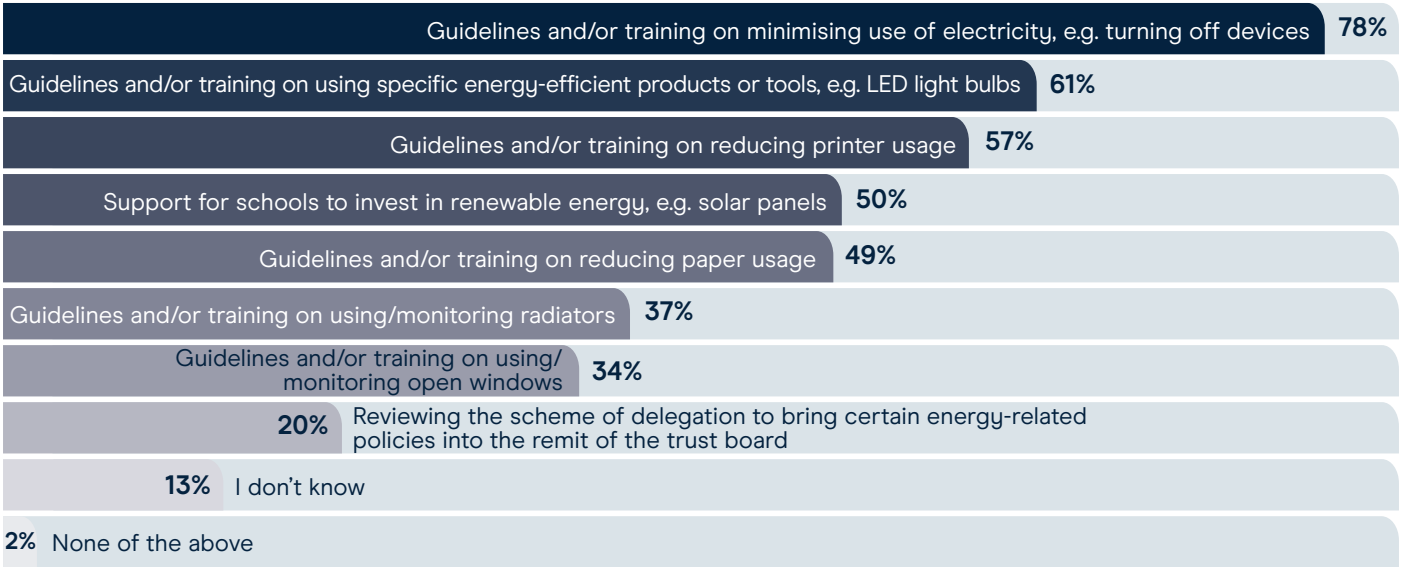 Guidelines and/or training on minimising use of electricity, e.g. turning off devices 78%
Guidelines and/or training on using specific energy-efficient products or tools, e.g. LED light bulbs 61%
Guidelines and/or training on reducing printer usage 57%
Support for schools to invest in renewable energy, e.g. solar panels 50%
Guidelines and/or training on reducing paper usage 49%
Guidelines and/or training on using/monitoring radiators 37%
Guidelines and/or training on using/
monitoring open windows 34%
20% Reviewing the scheme of delegation to bring certain energy-related
policies into the remit of the trust board
13% I don’t know
2% None of the above